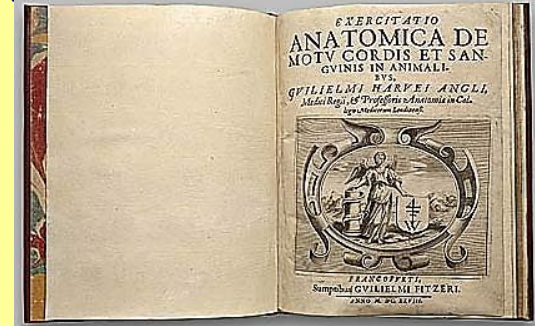 EXERCITATIO
ANATOMICA DE
MOTV CORDIS ET SAN-
GVINIS IN ANIMALI-
BVS,
GVILIELMI HARVEI ANGLI,
Medici Regii, & Professoris Anatomiæ in Col-
legio Medicorum Londinensi.
FRANCOFVRTI,
Sumptibus GVILIELMI FITZERI.
ANNO M. DC. XXVIII.